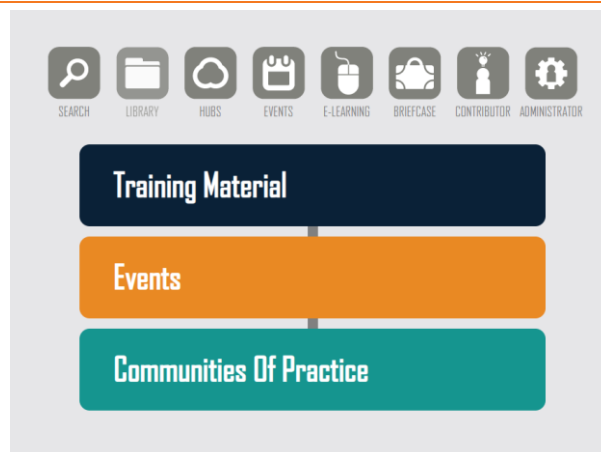 SEARCH LIBRARY HUBS EVENTS E-LEARNING BRIEFCASE CONTRIBUTOR ADMINISTRATOR
Training Material
Events
Communities Of Practice